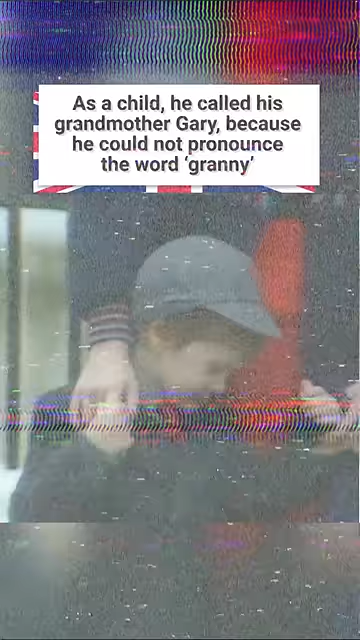 As a child, he called his
grandmother Gary, because
he could not pronounce
the word ‘granny’